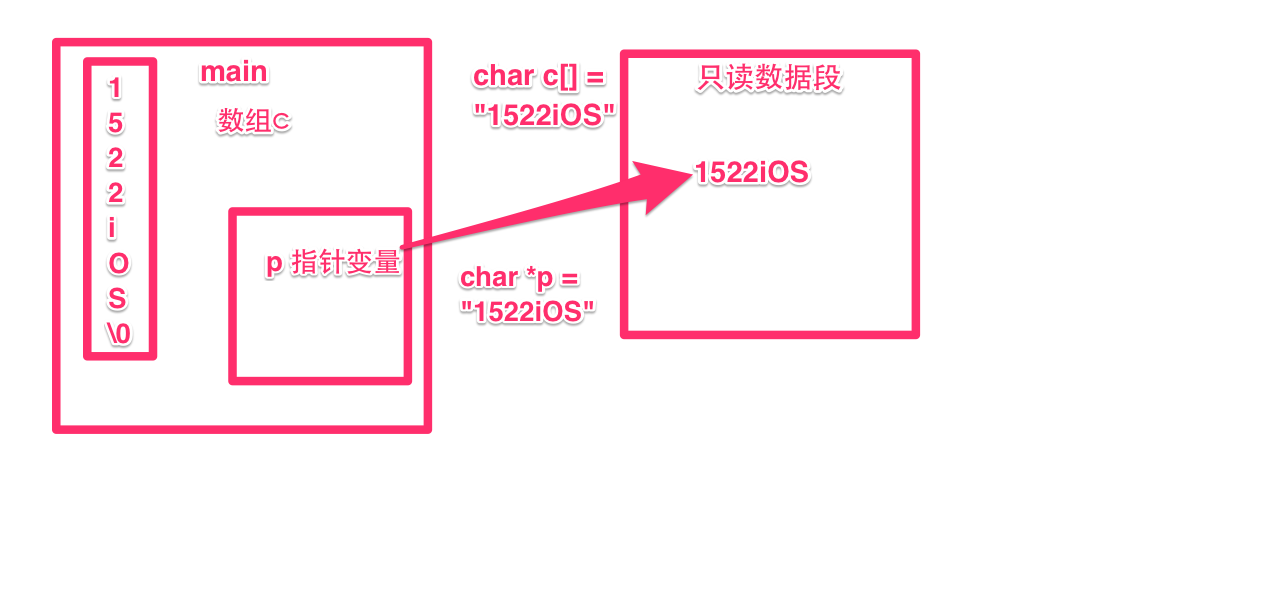 main
数组C
1
5
2
2
i
O
S
\0
p 指针变量
char c[] =
"1522iOS"
char *p =
"1522iOS"
只读数据段
1522iOS